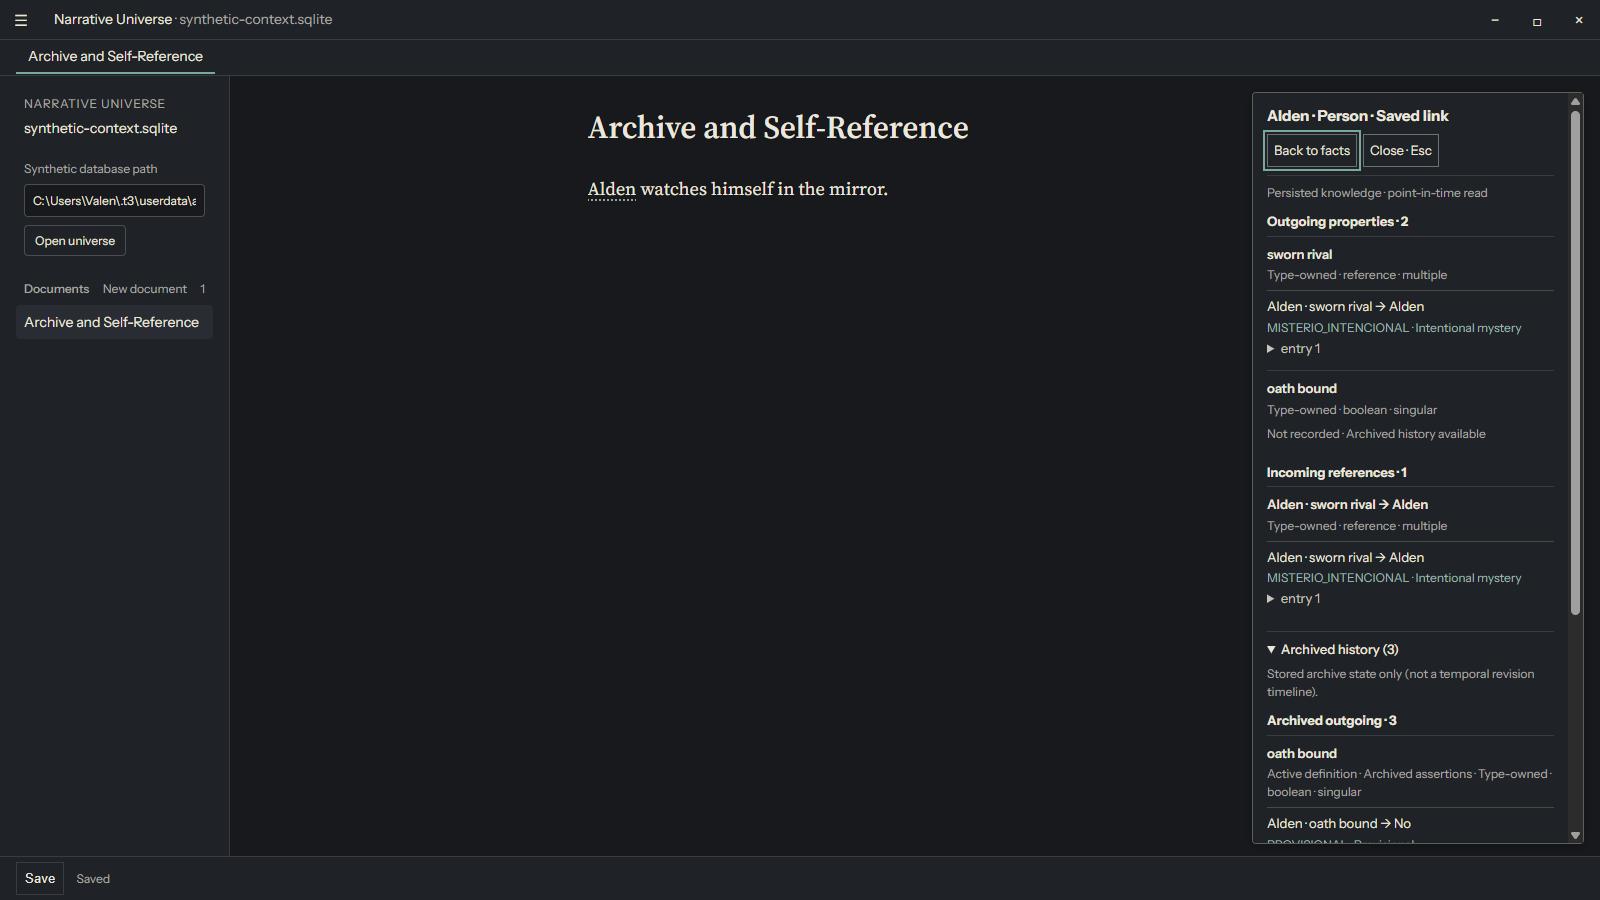 Narrative Universe · synthetic-context.sqlite
Archive and Self-Reference
NARRATIVE UNIVERSE
synthetic-context.sqlite
Synthetic database path
C:\Users\Valen\.t3\userdata\a
Open universe
Documents New document 1
Archive and Self-Reference
Archive and Self-Reference
Alden watches himself in the mirror.
Alden · Person · Saved link
Back to facts Close · Esc
Persisted knowledge · point-in-time read
Outgoing properties · 2
sworn rival
Type-owned · reference · multiple
Alden · sworn rival → Alden
MISTERIO_INTENCIONAL · Intentional mystery
entry 1
oath bound
Type-owned · boolean · singular
Not recorded · Archived history available
Incoming references · 1
Alden · sworn rival → Alden
Type-owned · reference · multiple
Alden · sworn rival → Alden
MISTERIO_INTENCIONAL · Intentional mystery
entry 1
Archived history (3)
Stored archive state only (not a temporal revision
timeline).
Archived outgoing · 3
oath bound
Active definition · Archived assertions · Type-owned ·
boolean · singular
Alden · oath bound → No
Save Saved